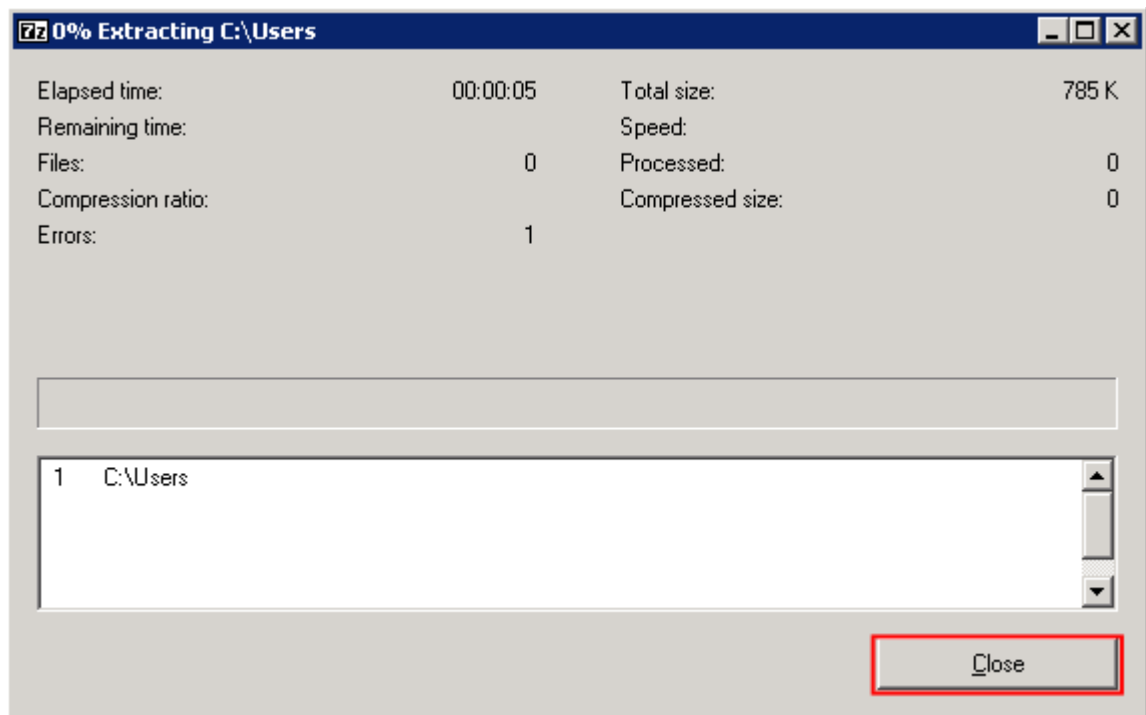 7z 0% Extracting C:\Users
Elapsed time: 00:00:05 Total size: 785 K
Remaining time: Speed:
Files: 0 Processed: 0
Compression ratio: Compressed size: 0
Errors: 1
1 C:\Users
Close